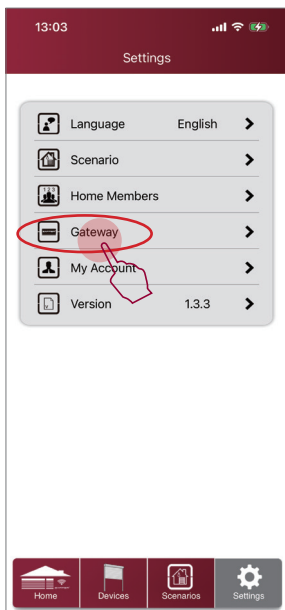 13:03
Settings
Language English
Scenario
123
Home Members
Gateway
My Account
Version 1.3.3
Home Devices Scenarios Settings